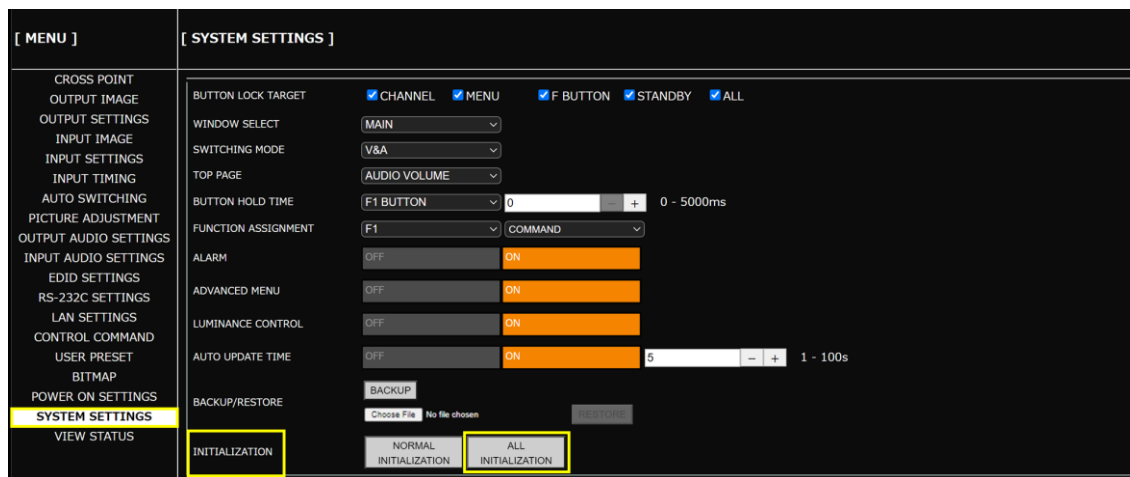 [ MENU ]
[ SYSTEM SETTINGS ]
CROSS POINT
OUTPUT IMAGE
OUTPUT SETTINGS
INPUT IMAGE
INPUT SETTINGS
INPUT TIMING
AUTO SWITCHING
PICTURE ADJUSTMENT
OUTPUT AUDIO SETTINGS
INPUT AUDIO SETTINGS
EDID SETTINGS
RS-232C SETTINGS
LAN SETTINGS
CONTROL COMMAND
USER PRESET
BITMAP
POWER ON SETTINGS
SYSTEM SETTINGS
VIEW STATUS
BUTTON LOCK TARGET CHANNEL MENU F BUTTON STANDBY ALL
WINDOW SELECT MAIN
SWITCHING MODE V&A
TOP PAGE AUDIO VOLUME
BUTTON HOLD TIME F1 BUTTON 0 − + 0 - 5000ms
FUNCTION ASSIGNMENT F1 COMMAND
ALARM OFF ON
ADVANCED MENU OFF ON
LUMINANCE CONTROL OFF ON
AUTO UPDATE TIME OFF ON 5 − + 1 - 100s
BACKUP/RESTORE
BACKUP
Choose File No file chosen RESTORE
INITIALIZATION
NORMAL INITIALIZATION
ALL INITIALIZATION